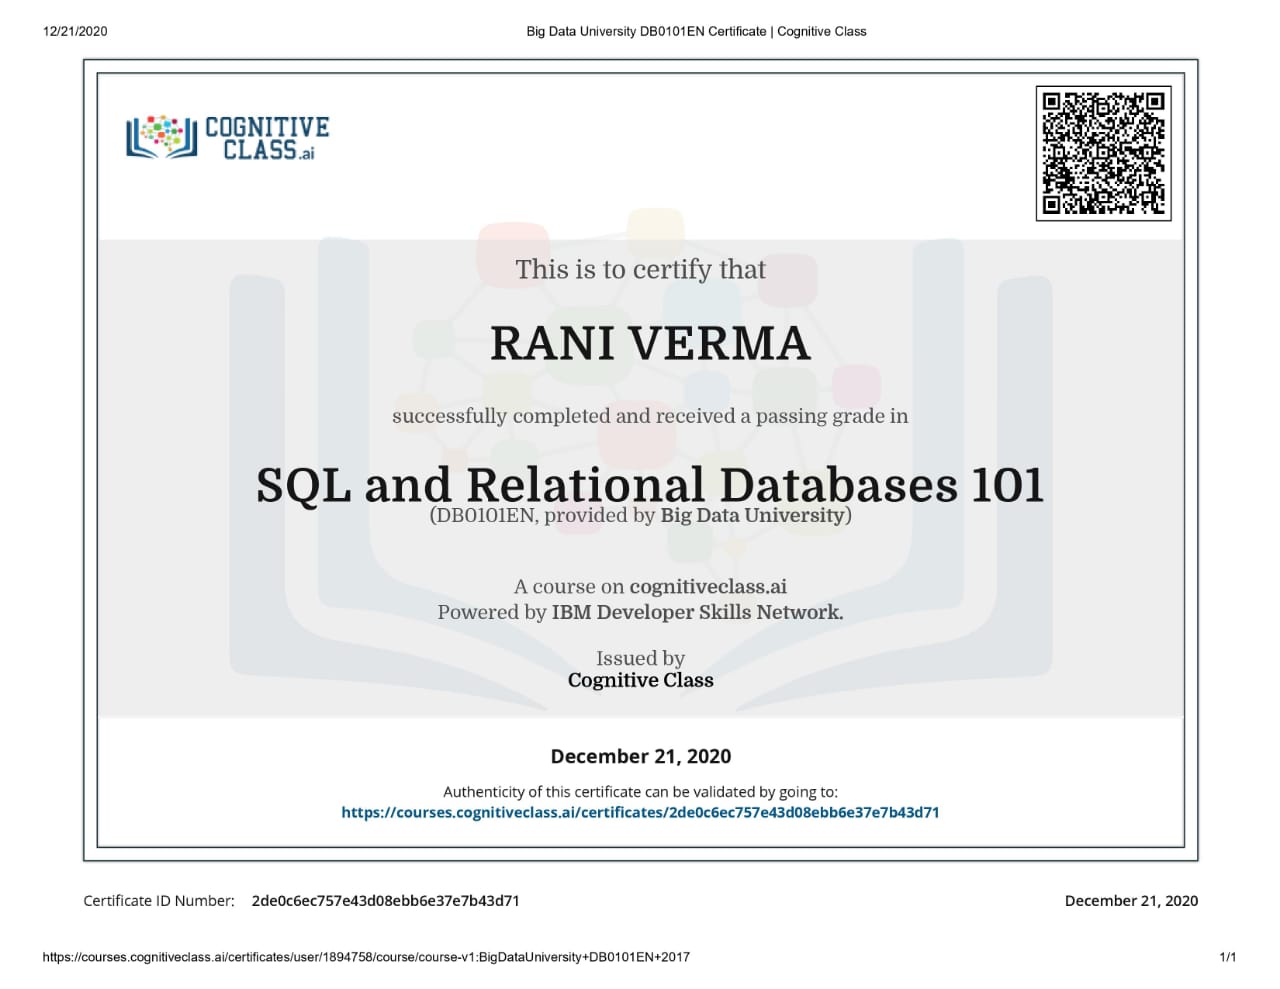 12/21/2020
Big Data University DB0101EN Certificate | Cognitive Class
COGNITIVE
CLASS.ai
This is to certify that
RANI VERMA
successfully completed and received a passing grade in
SQL and Relational Databases 101
(DB0101EN, provided by Big Data University)
A course on cognitiveclass.ai
Powered by IBM Developer Skills Network.
Issued by
Cognitive Class
December 21, 2020
Authenticity of this certificate can be validated by going to:
https://courses.cognitiveclass.ai/certificates/2de0c6ec757e43d08ebb6e37e7b43d71
Certificate ID Number: 2de0c6ec757e43d08ebb6e37e7b43d71
December 21, 2020
https://courses.cognitiveclass.ai/certificates/user/1894758/course/course-v1:BigDataUniversity+DB0101EN+2017
1/1